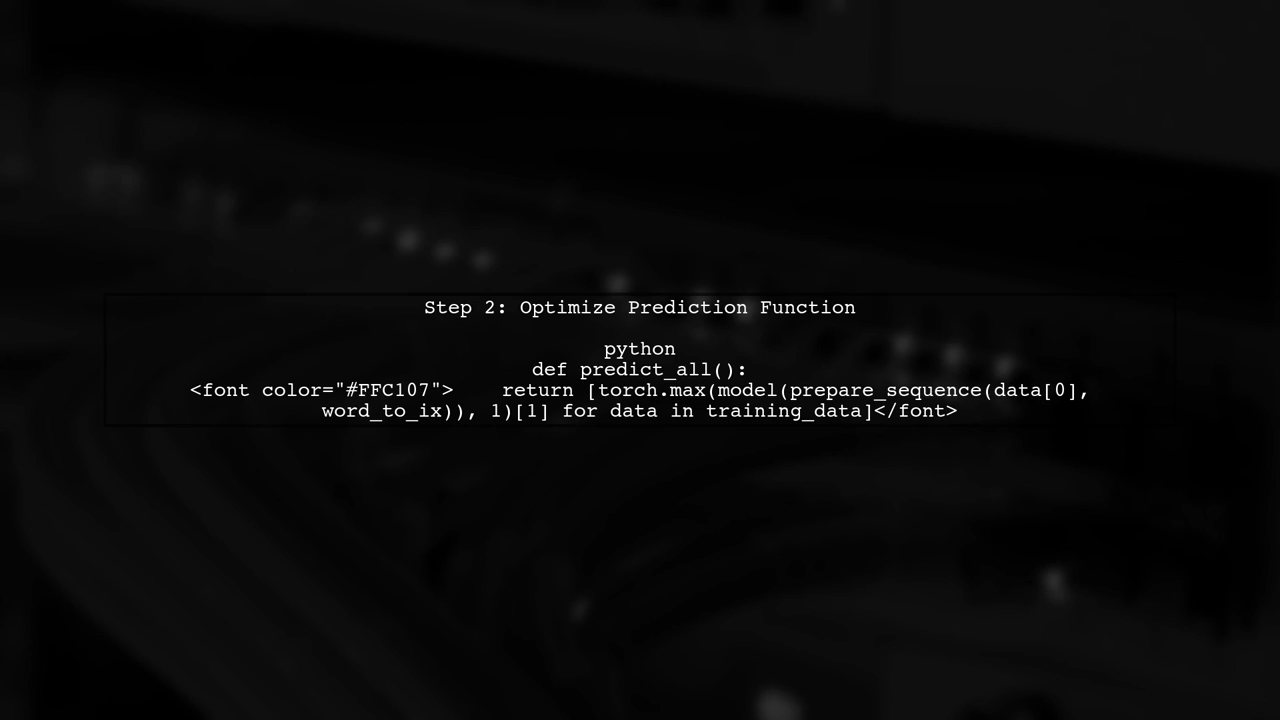 Step 2: Optimize Prediction Function
python
def predict_all():
<font color="#FFC107">    return [torch.max(model(prepare_sequence(data[0],
word_to_ix)), 1)[1] for data in training_data]</font>